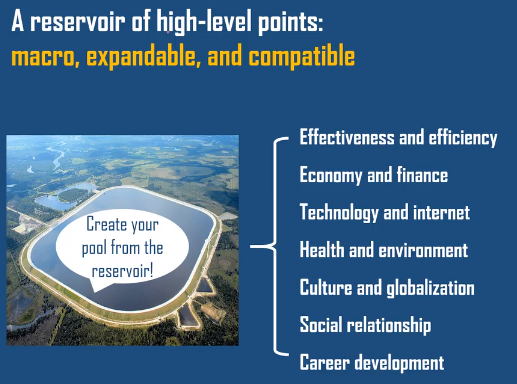 A reservoir of high-level points:
macro, expandable, and compatible
Create your
pool from the
reservoir!
Effectiveness and efficiency
Economy and finance
Technology and internet
Health and environment
Culture and globalization
Social relationship
Career development